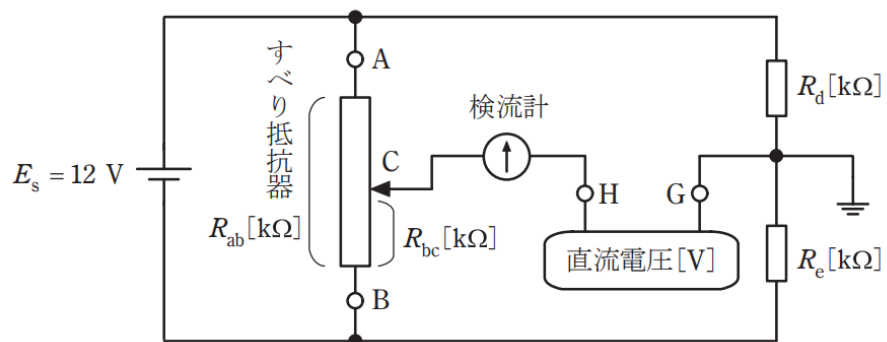 すべり抵抗器
A
検流計
R_d[kΩ]
E_s = 12 V
C
H
G
R_ab[kΩ]
R_bc[kΩ]
直流電圧[V]
R_e[kΩ]
B